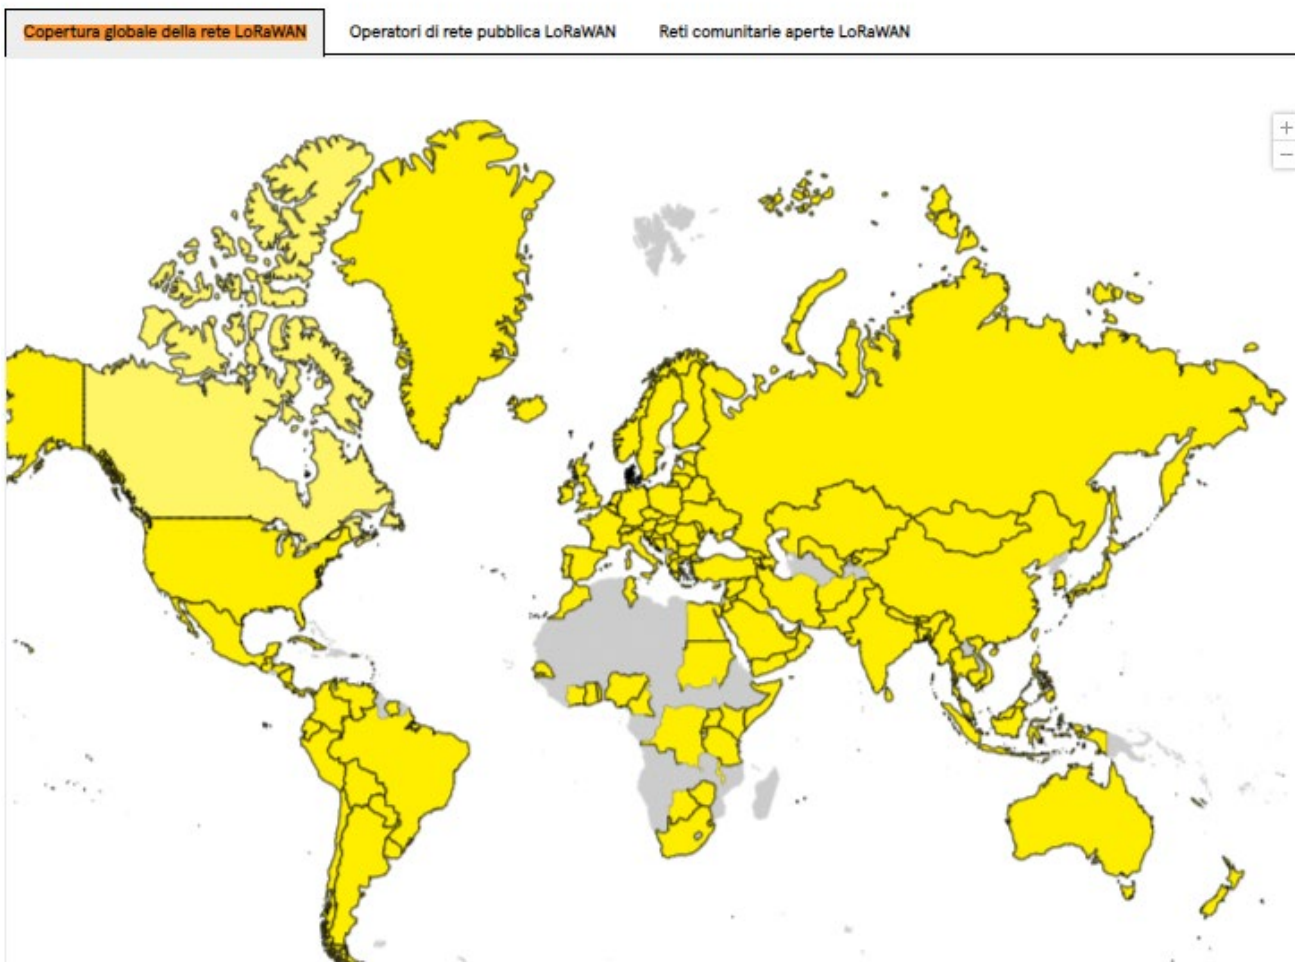 Copertura globale della rete LoRaWAN
Operatori di rete pubblica LoRaWAN
Reti comunitarie aperte LoRaWAN
+
−